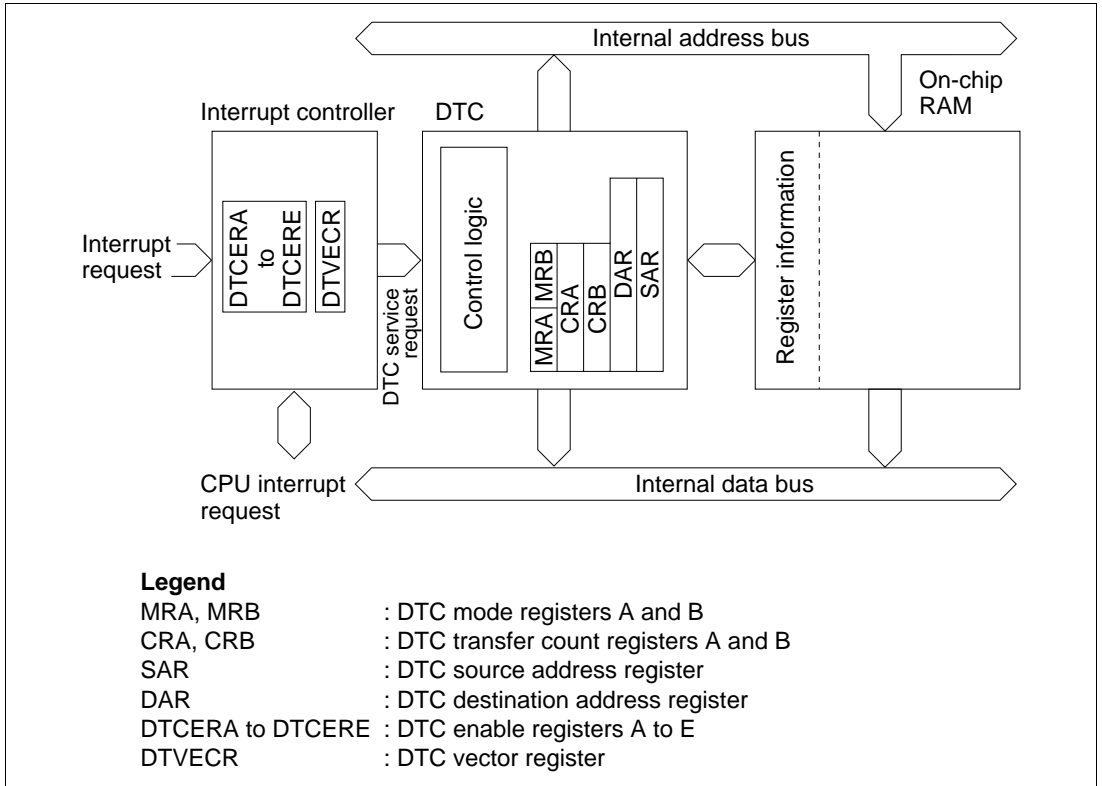 Internal address bus
On-chip
RAM
Interrupt controller
DTC
Interrupt
request
DTCERA
to
DTCERE
DTVECR
DTC service
request
Control logic
MRA
MRB
CRA
CRB
DAR
SAR
Register information
CPU interrupt
request
Internal data bus
Legend
MRA, MRB : DTC mode registers A and B
CRA, CRB : DTC transfer count registers A and B
SAR : DTC source address register
DAR : DTC destination address register
DTCERA to DTCERE : DTC enable registers A to E
DTVECR : DTC vector register